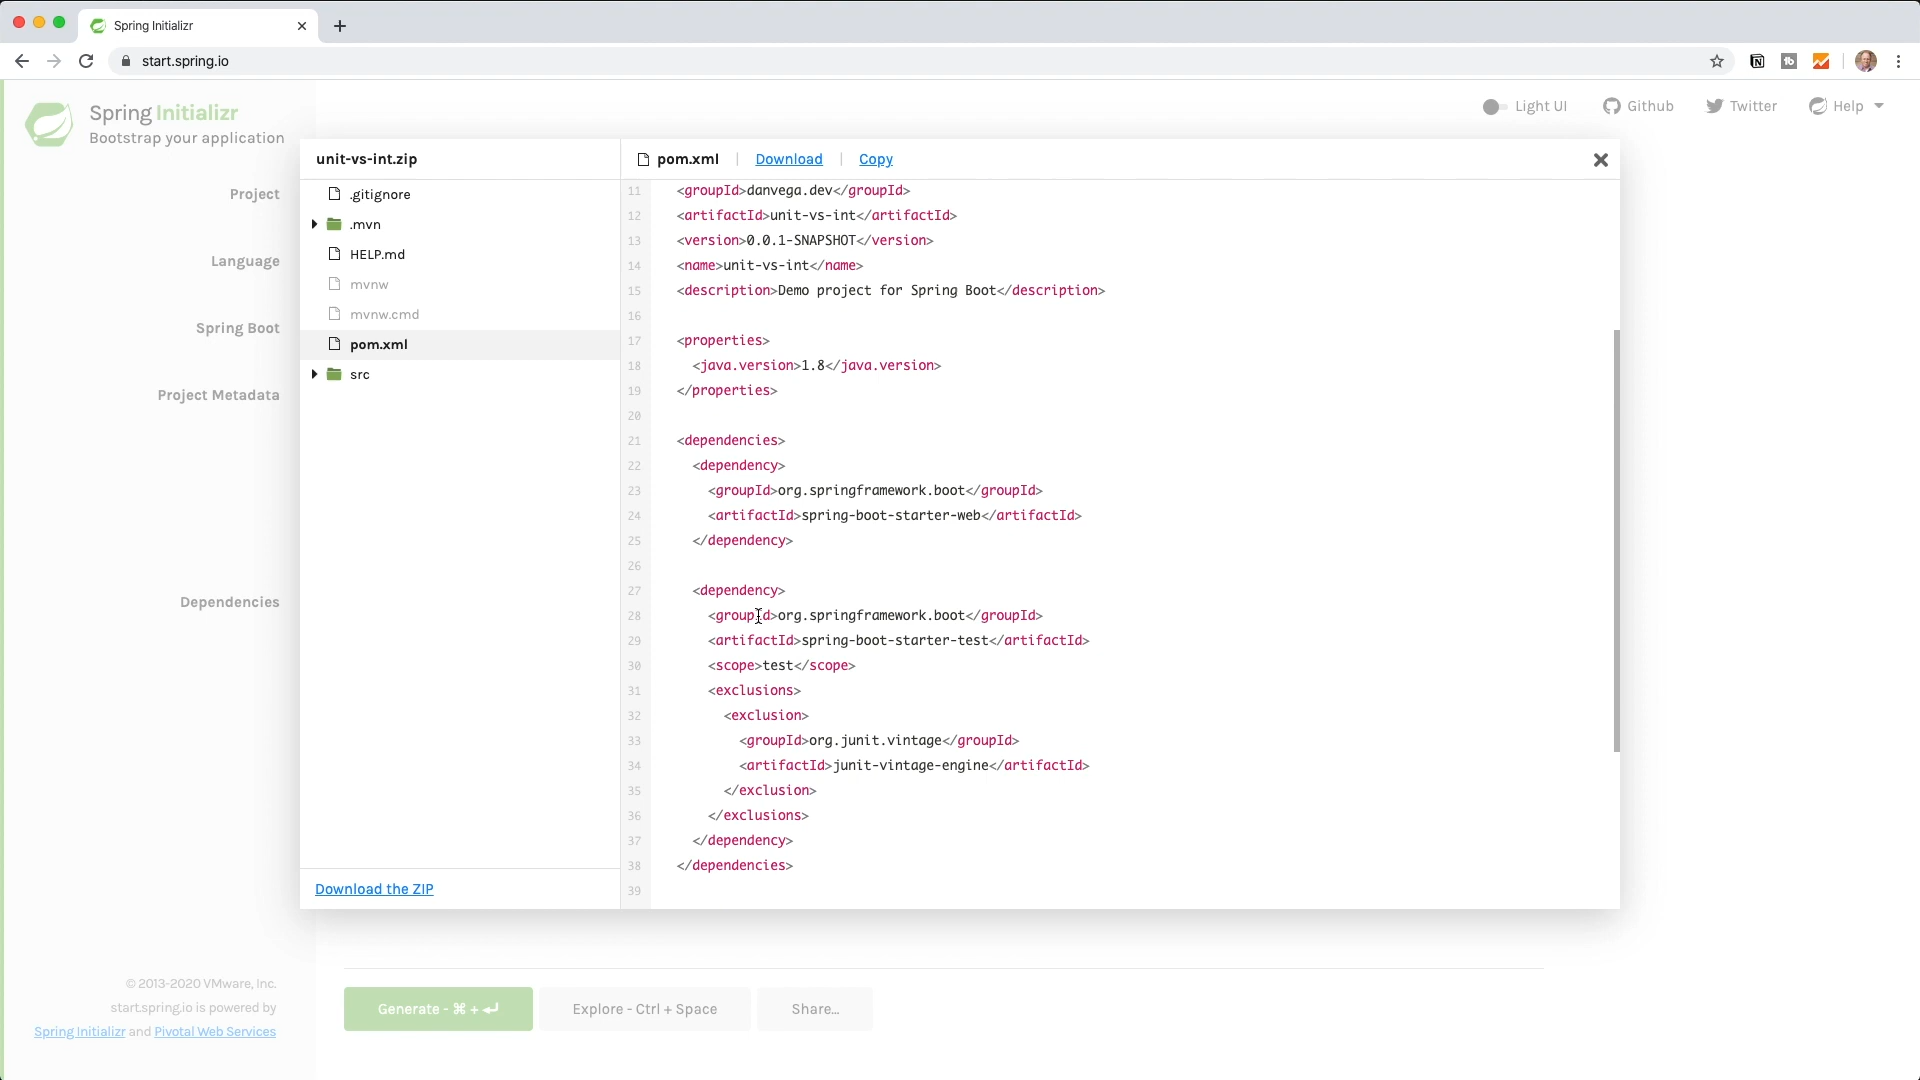 Spring Initializr
start.spring.io
Spring Initializr
Bootstrap your application
Light UI
Github
Twitter
Help
Project
Language
Spring Boot
Project Metadata
Dependencies
unit-vs-int.zip
.gitignore
.mvn
HELP.md
mvnw
mvnw.cmd
pom.xml
src
Download the ZIP
pom.xml
Download
Copy
11 <groupId>danvega.dev</groupId>
12 <artifactId>unit-vs-int</artifactId>
13 <version>0.0.1-SNAPSHOT</version>
14 <name>unit-vs-int</name>
15 <description>Demo project for Spring Boot</description>
16
17 <properties>
18 <java.version>1.8</java.version>
19 </properties>
20
21 <dependencies>
22 <dependency>
23 <groupId>org.springframework.boot</groupId>
24 <artifactId>spring-boot-starter-web</artifactId>
25 </dependency>
26
27 <dependency>
28 <groupId>org.springframework.boot</groupId>
29 <artifactId>spring-boot-starter-test</artifactId>
30 <scope>test</scope>
31 <exclusions>
32 <exclusion>
33 <groupId>org.junit.vintage</groupId>
34 <artifactId>junit-vintage-engine</artifactId>
35 </exclusion>
36 </exclusions>
37 </dependency>
38 </dependencies>
39
© 2013-2020 VMware, Inc.
start.spring.io is powered by
Spring Initializr and Pivotal Web Services
Generate - ⌘ + ↵
Explore - Ctrl + Space
Share...